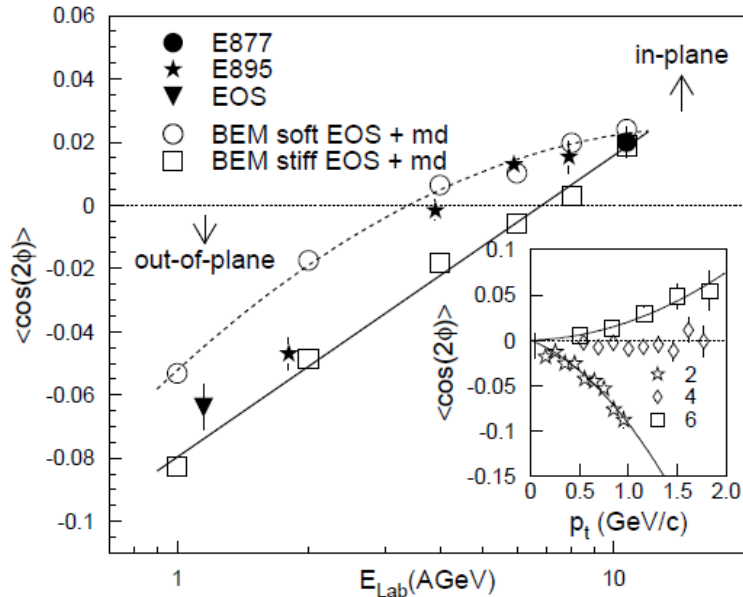 0.06
0.04
0.02
0
-0.02
-0.04
-0.06
-0.08
-0.1
<cos(2ϕ)>
E877
E895
EOS
BEM soft EOS + md
BEM stiff EOS + md
in-plane
out-of-plane
0.1
0.05
0
-0.05
-0.1
-0.15
<cos(2ϕ)>
2
4
6
0 0.5 1.0 1.5 2.0
pₜ (GeV/c)
1 10
E_Lab(AGeV)